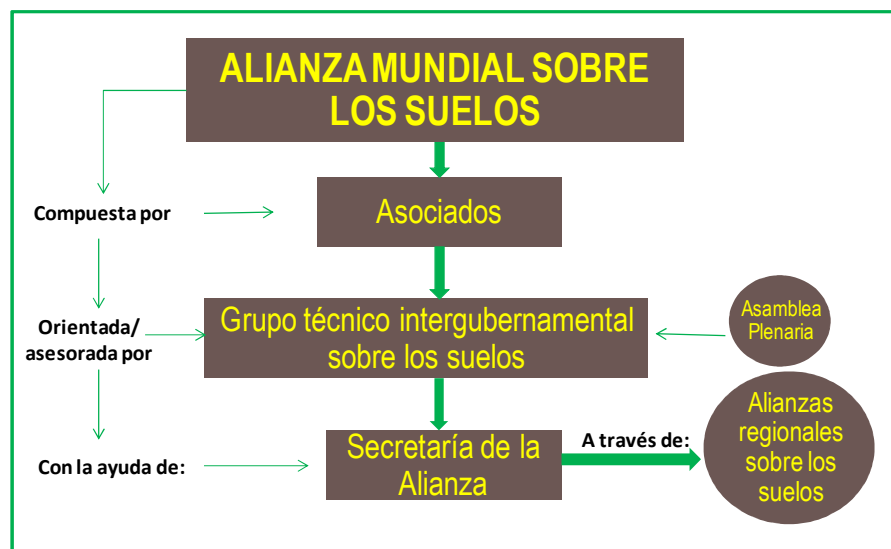 ALIANZA MUNDIAL SOBRE
LOS SUELOS
Compuesta por
Asociados
Orientada/
asesorada por
Grupo técnico intergubernamental
sobre los suelos
Asamblea
Plenaria
Con la ayuda de:
Secretaría de la
Alianza
A través de:
Alianzas
regionales
sobre los
suelos